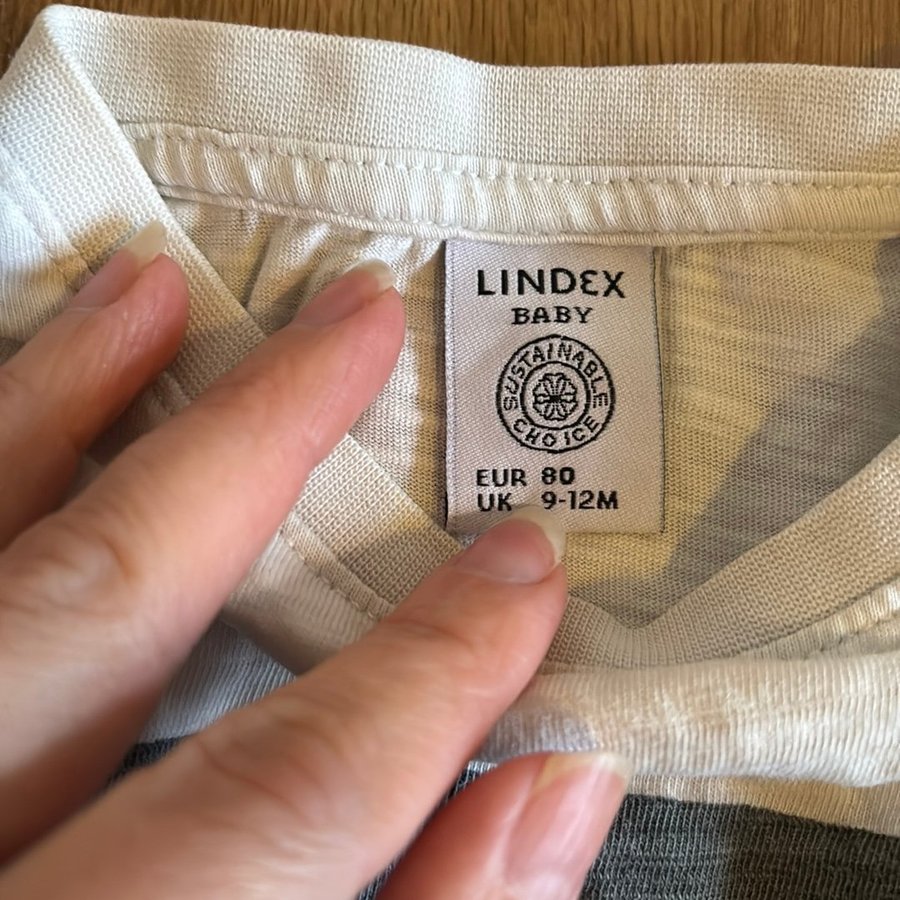 LINDEX
BABY
SUSTAINABLE
CHOICE
EUR 80
UK 9-12M